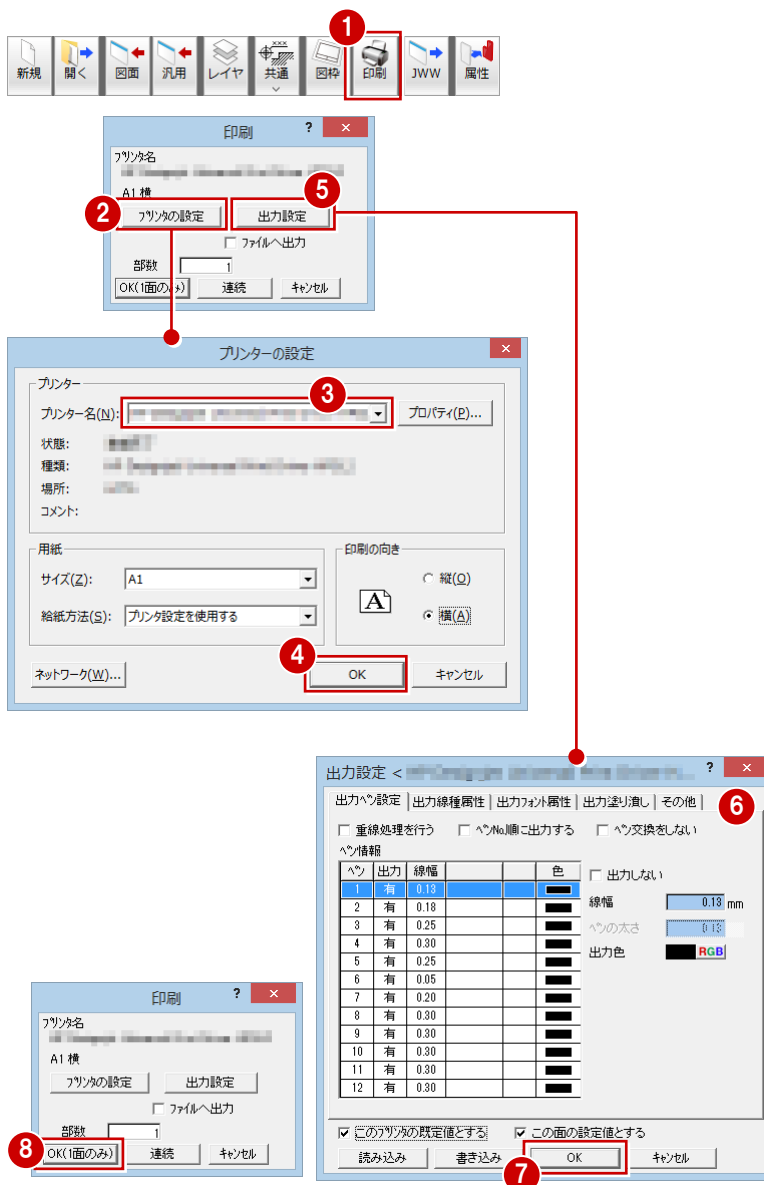 1
新規 開く 図面 汎用 レイヤ 共通 図枠 印刷 JWW 属性
印刷 ? ×
プリンタ名
A1 横
2 プリンタの設定 5 出力設定
ファイルへ出力
部数 1
OK(1面のみ) 連続 キャンセル
プリンターの設定 ×
プリンター
3
プリンター名(N): プロパティ(P)...
状態:
種類:
場所:
コメント:
用紙 印刷の向き
サイズ(Z): A1 縦(O)
A
給紙方法(S): プリンタ設定を使用する 横(A)
4
ネットワーク(W)... OK キャンセル
出力設定 < ? ×
出力ペン設定 出力線種属性 出力フォント属性 出力塗り潰し その他 6
重線処理を行う ペンNo.順に出力する ペン交換をしない
ペン情報
ペン 出力 線幅 色 出力しない
1 有 0.13
線幅 0.13 mm
2 有 0.18
3 有 0.25 ペンの太さ 0.13
4 有 0.30
出力色 RGB
5 有 0.25
6 有 0.05
7 有 0.20
8 有 0.30
9 有 0.30
10 有 0.30
11 有 0.30
12 有 0.30
このプリンタの既定値とする この面の設定値とする
読み込み 書き込み 7 OK キャンセル
印刷 ? ×
プリンタ名
A1 横
プリンタの設定 出力設定
ファイルへ出力
部数 1
8 OK(1面のみ) 連続 キャンセル